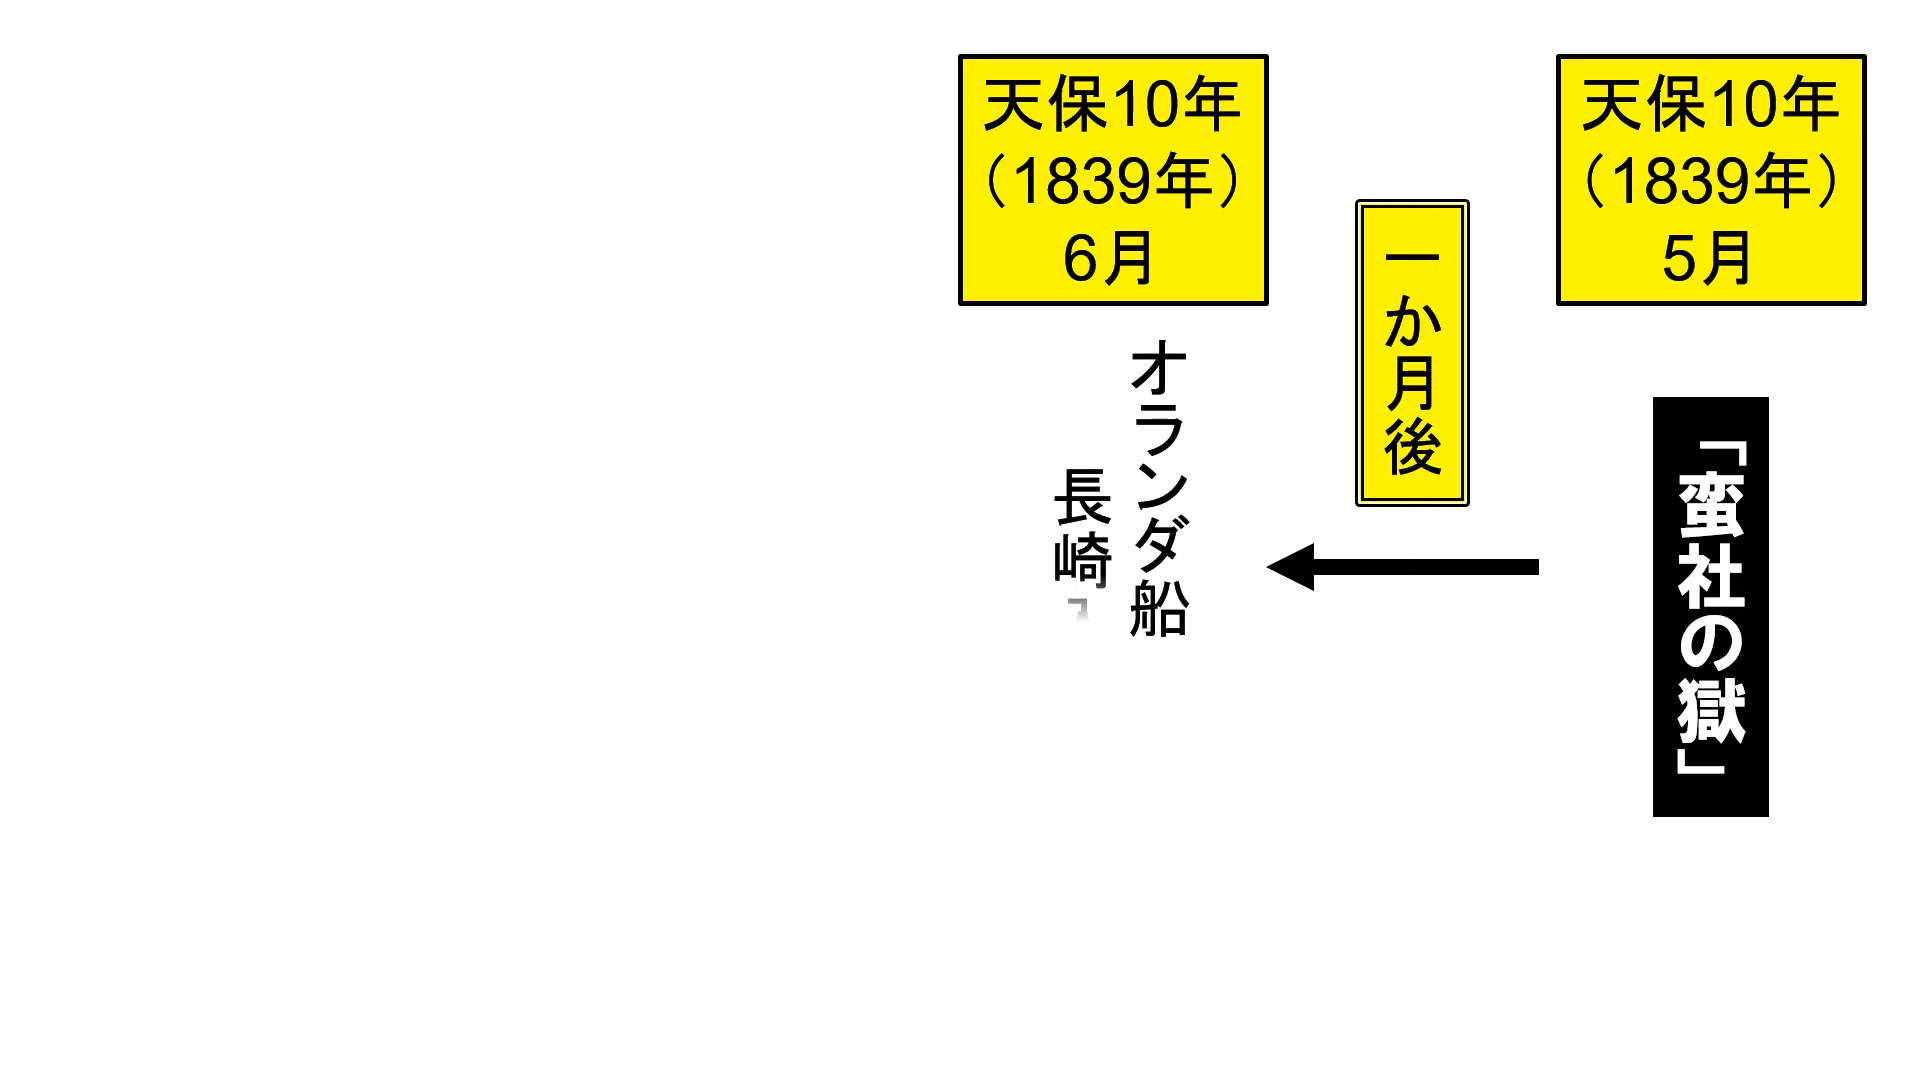 天保10年
（1839年）
5月
「蛮社の獄」
一か月後
天保10年
（1839年）
6月
オランダ船
長崎